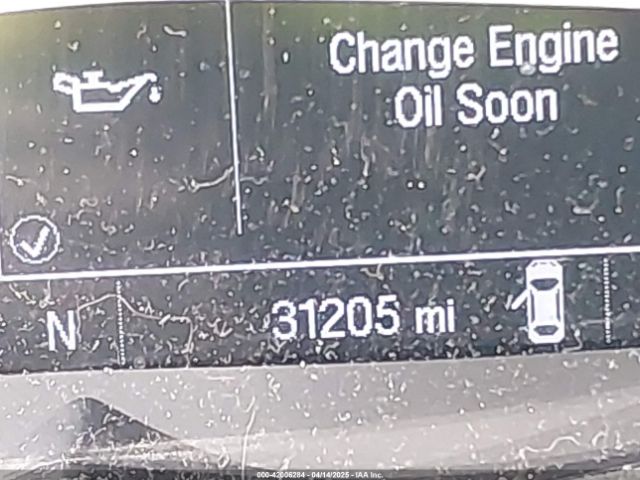 Change Engine
Oil Soon
N
31205 mi
000-42006284 - 04/14/2025 - IAA Inc.